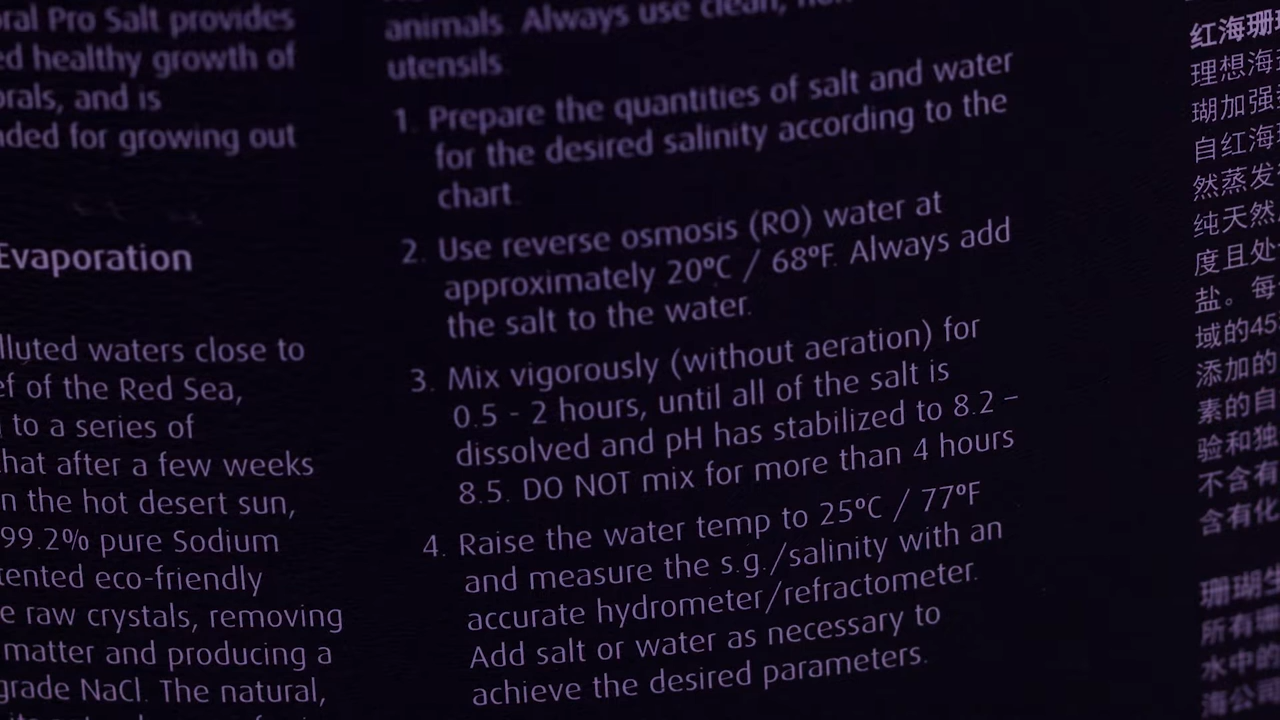 ral Pro Salt provides
ed healthy growth of
orals, and is
ded for growing out
Evaporation
lluted waters close to
ef of the Red Sea,
to a series of
hat after a few weeks
n the hot desert sun,
99.2% pure Sodium
tented eco-friendly
e raw crystals, removing
matter and producing a
grade NaCl. The natural,
animals. Always use clean,
utensils.
1. Prepare the quantities of salt and water
for the desired salinity according to the
chart.
2. Use reverse osmosis (RO) water at
approximately 20ºC / 68ºF. Always add
the salt to the water.
3. Mix vigorously (without aeration) for
0.5 - 2 hours, until all of the salt is
dissolved and pH has stabilized to 8.2 –
8.5. DO NOT mix for more than 4 hours
4. Raise the water temp to 25ºC / 77ºF
and measure the s.g./salinity with an
accurate hydrometer/refractometer.
Add salt or water as necessary to
achieve the desired parameters.
红海珊
理想海
瑚加强
自红海
然蒸发
纯天然
度且处
盐。每
域的45
添加的
素的自
验和独
不含有
含有化
珊瑚生
所有珊
水中的
海公司